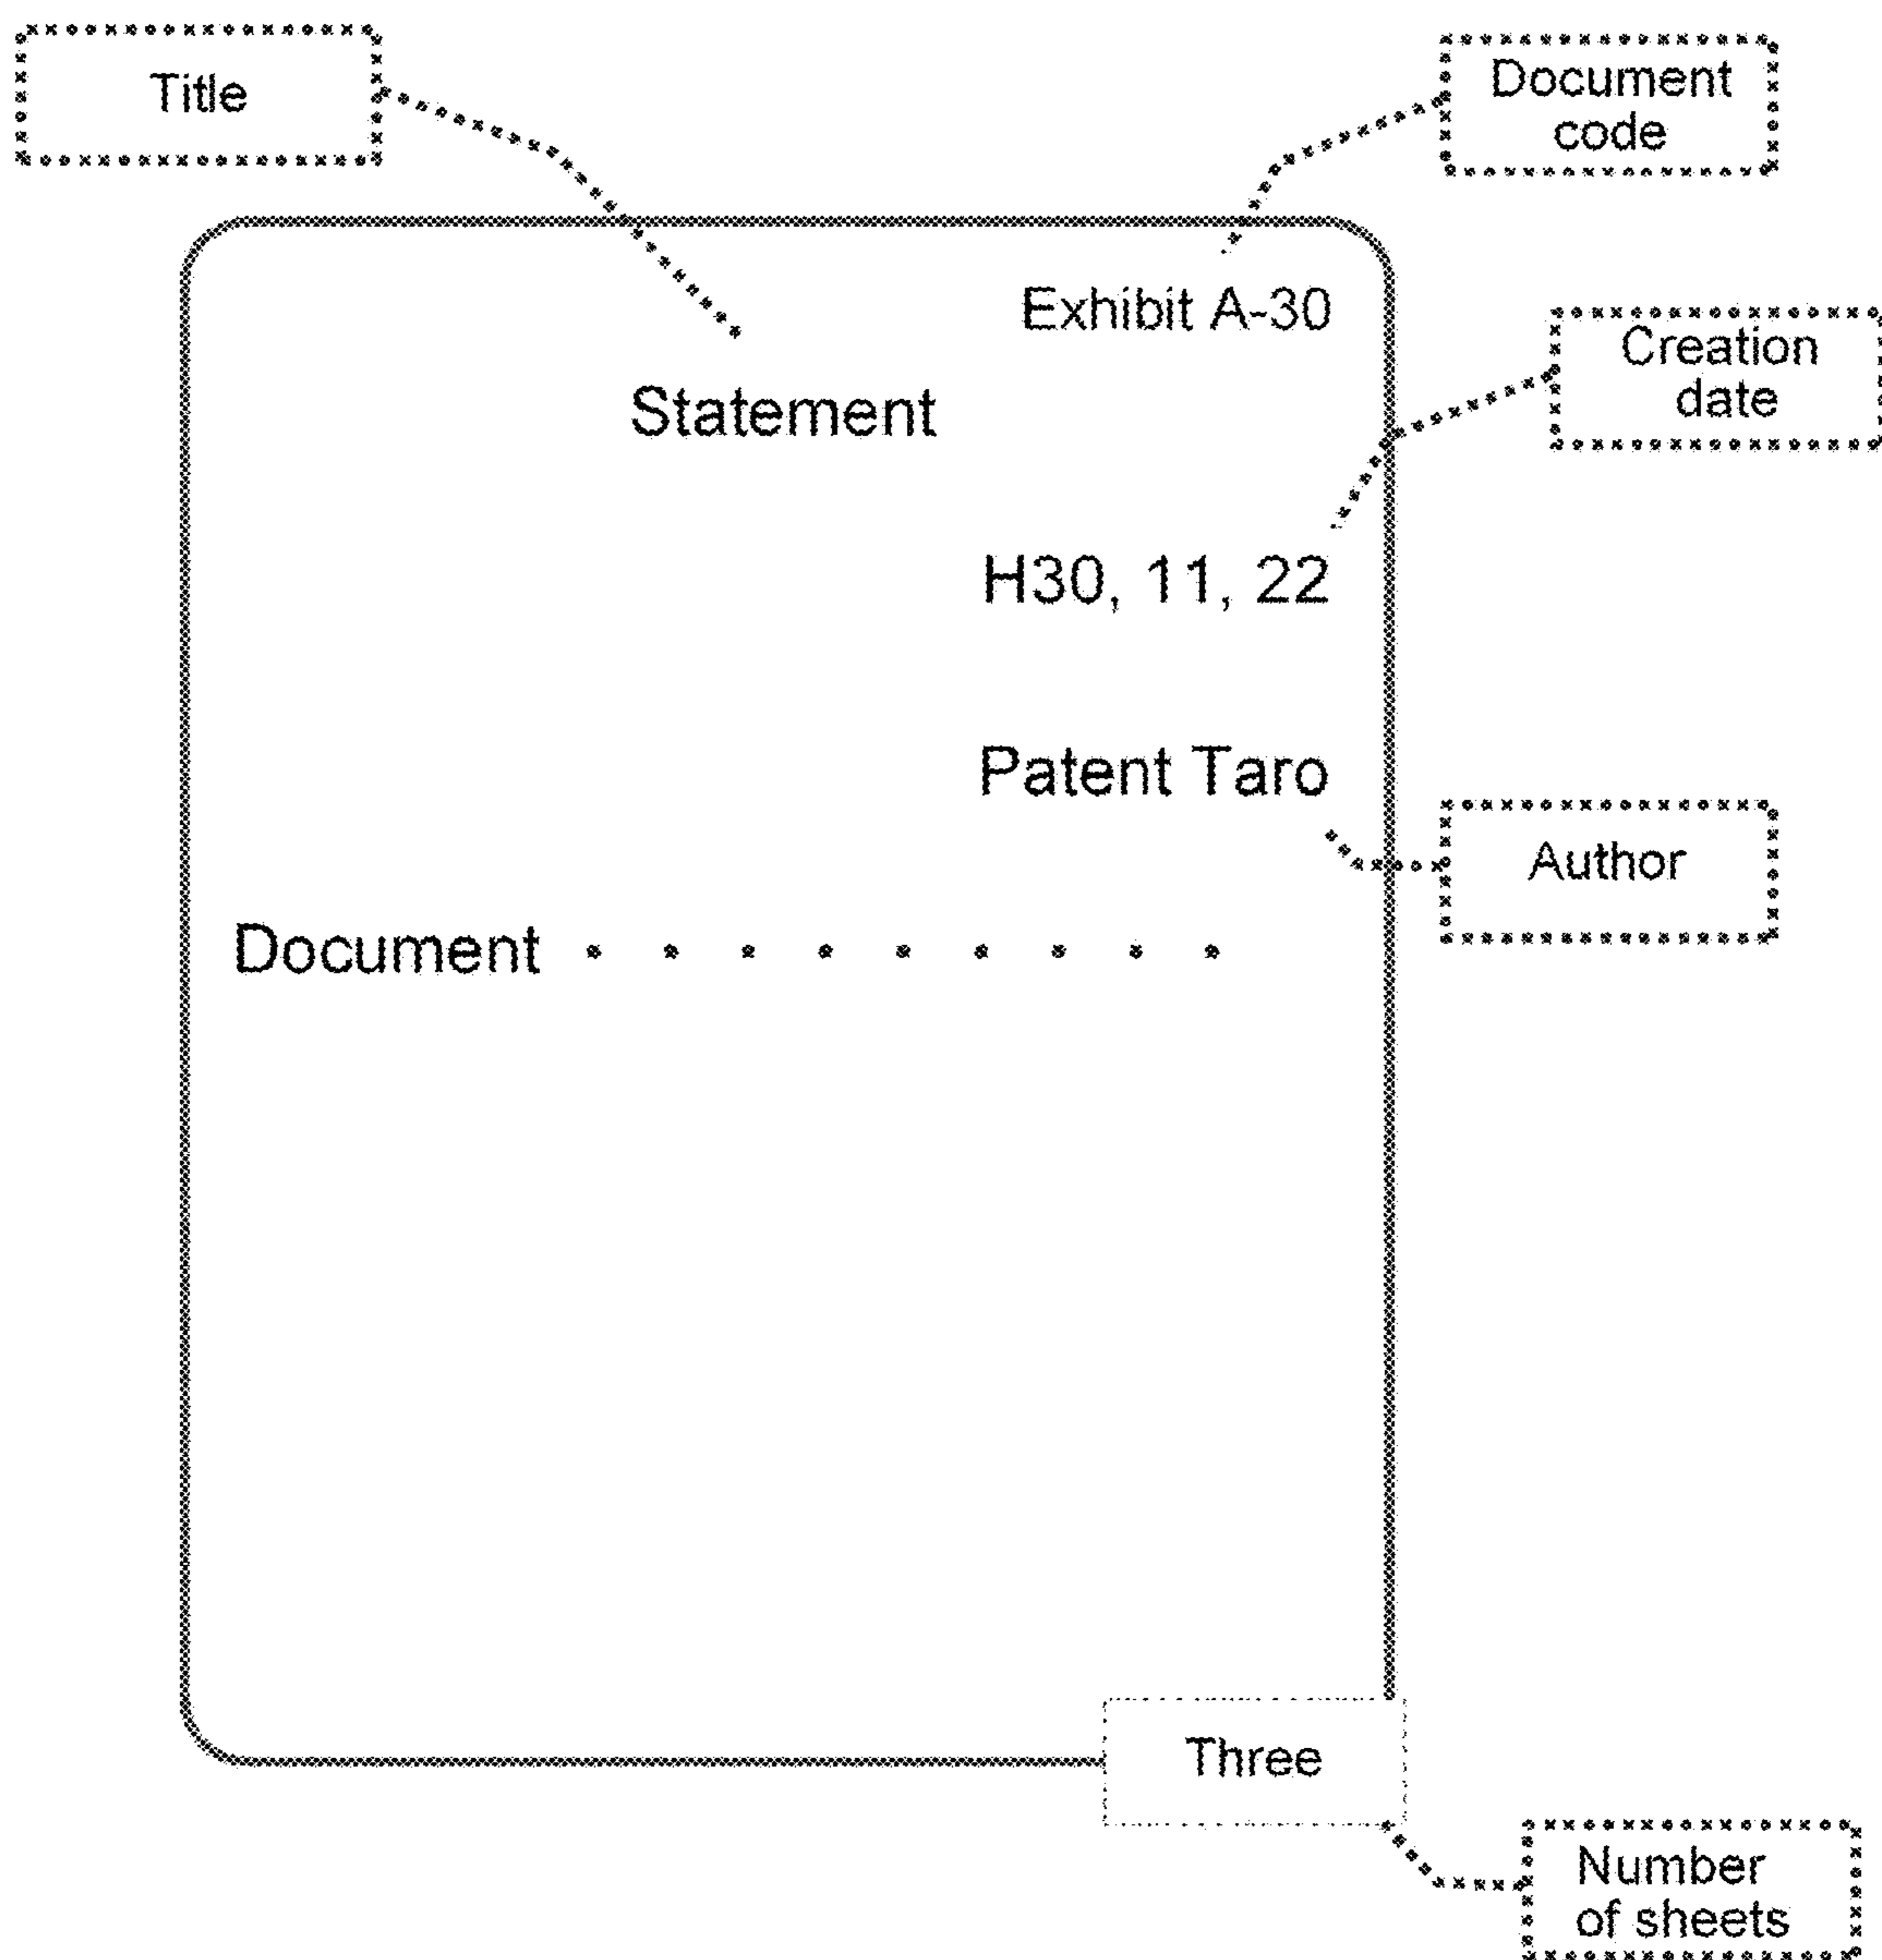 Title
Document
code
Exhibit A-30
Creation
date
Statement
H30, 11, 22
Patent Taro
Author
Document . . . . . . . . .
Three
Number
of sheets